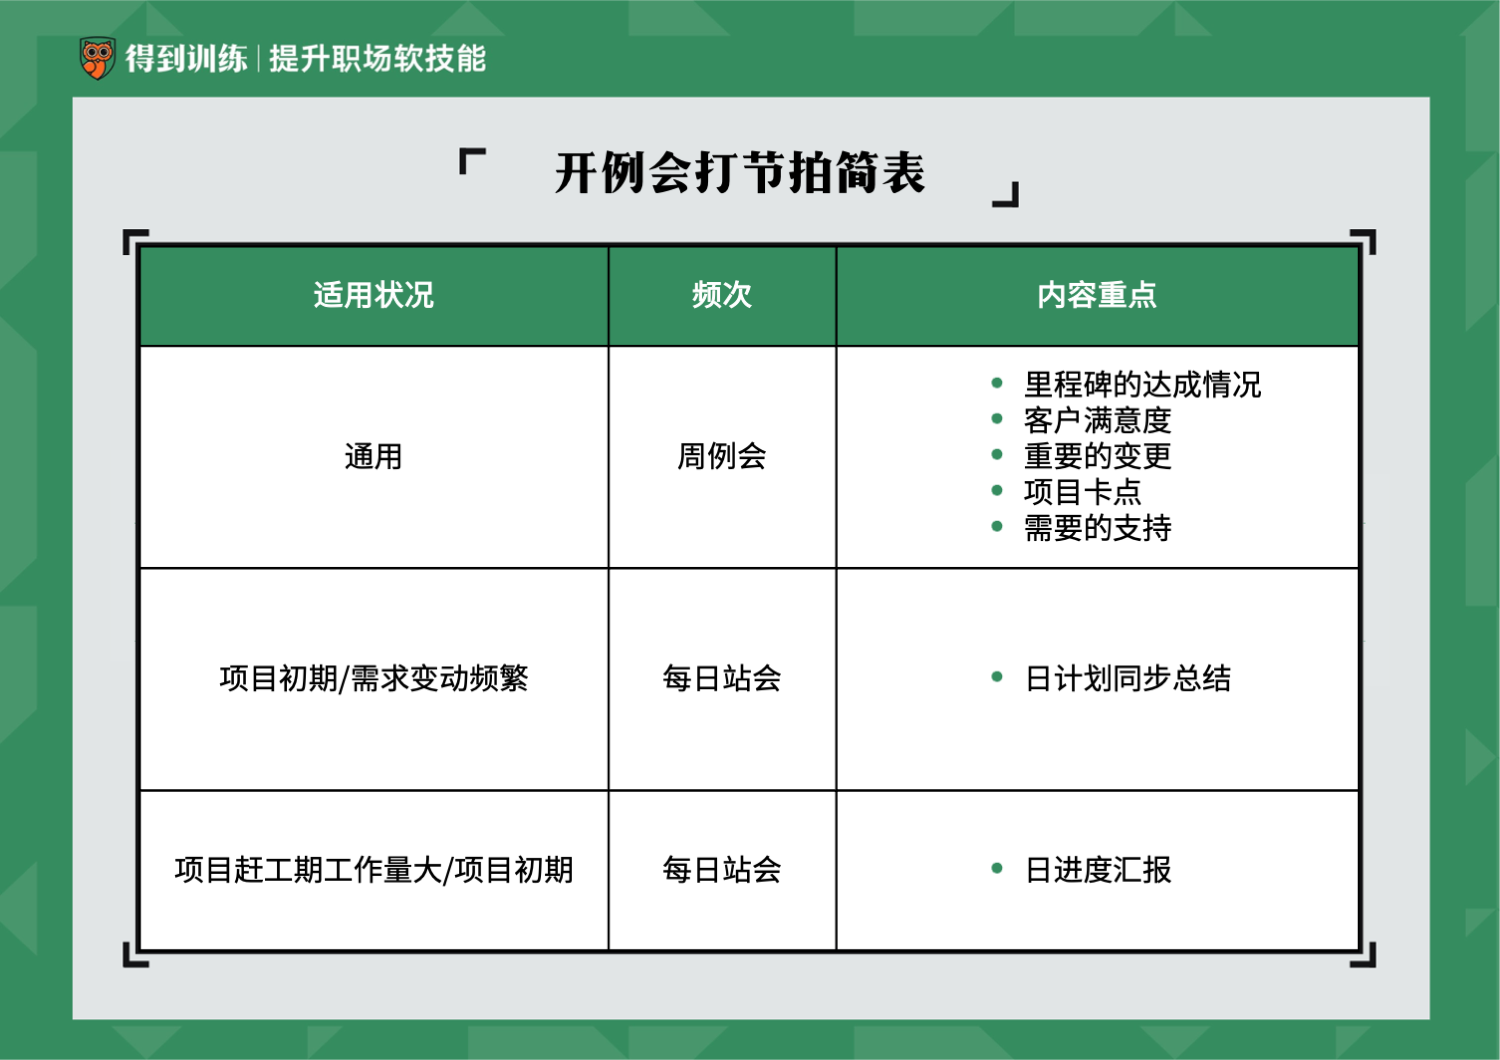 得到训练|提升职场软技能
「开例会打节拍简表」
适用状况 频次 内容重点
通用 周例会
里程碑的达成情况
客户满意度
重要的变更
项目卡点
需要的支持
项目初期/需求变动频繁 每日站会 日计划同步总结
项目赶工期工作量大/项目初期 每日站会 日进度汇报